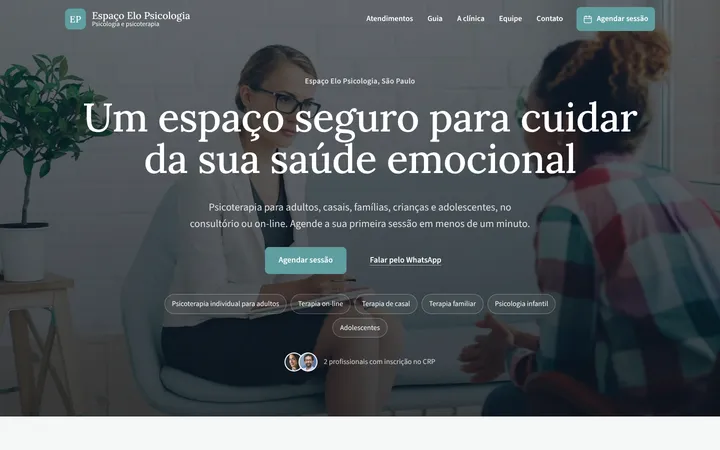 EP
Espaço Elo Psicologia
Psicologia e psicoterapia
Atendimentos
Guia
A clínica
Equipe
Contato
Agendar sessão
Espaço Elo Psicologia, São Paulo
Um espaço seguro para cuidar
da sua saúde emocional
Psicoterapia para adultos, casais, famílias, crianças e adolescentes, no
consultório ou on-line. Agende a sua primeira sessão em menos de um minuto.
Agendar sessão
Falar pelo WhatsApp
Psicoterapia individual para adultos
Terapia on-line
Terapia de casal
Terapia familiar
Psicologia infantil
Adolescentes
2 profissionais com inscrição no CRP